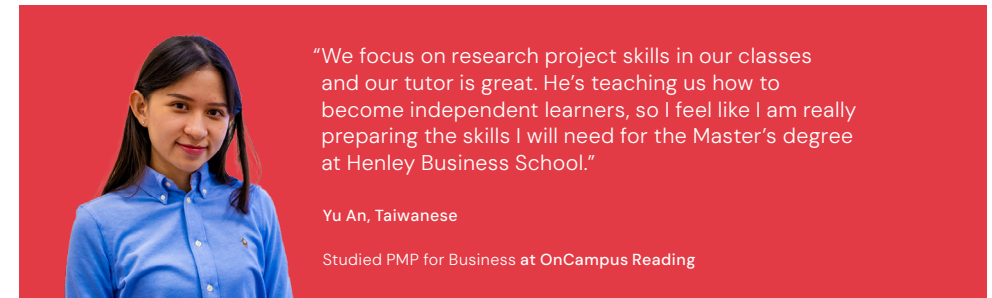 “We focus on research project skills in our classes
and our tutor is great. He’s teaching us how to
become independent learners, so I feel like I am really
preparing the skills I will need for the Master’s degree
at Henley Business School.”
Yu An, Taiwanese
Studied PMP for Business at OnCampus Reading